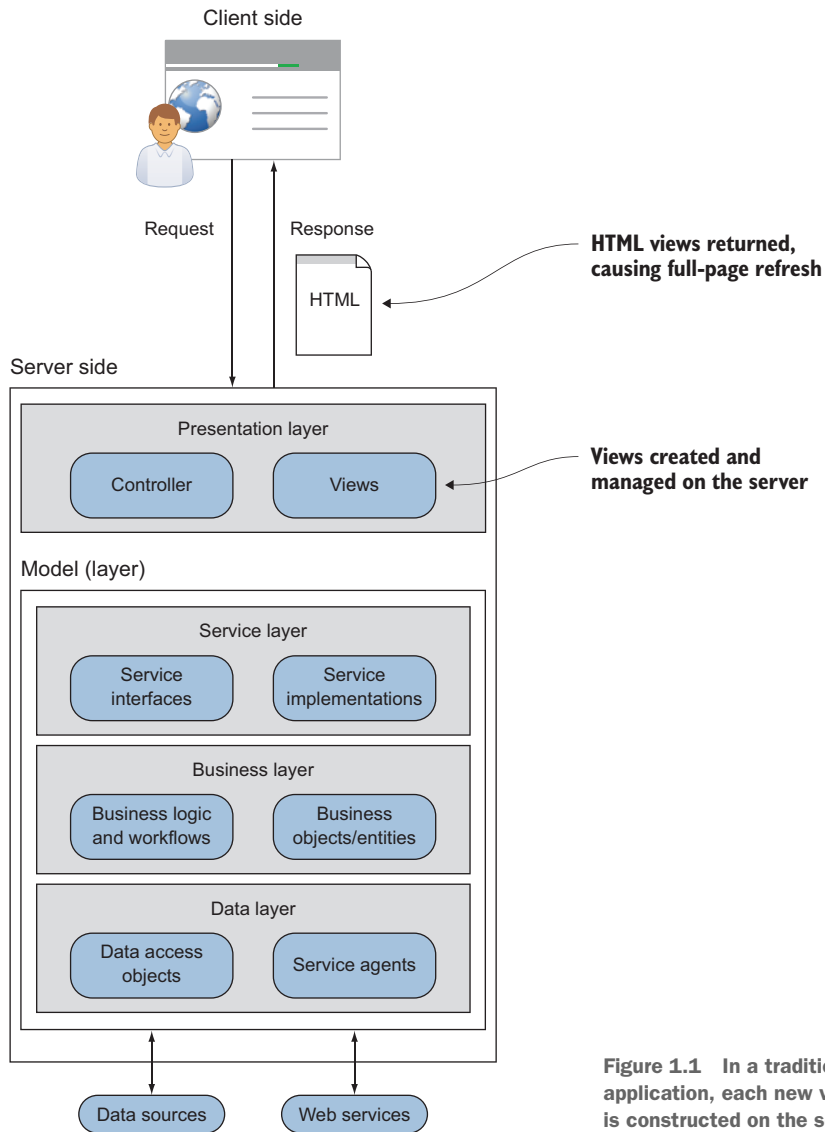 Client side
Request
Response
HTML
HTML views returned,
causing full-page refresh
Server side
Presentation layer
Controller
Views
Views created and
managed on the server
Model (layer)
Service layer
Service
interfaces
Service
implementations
Business layer
Business logic
and workflows
Business
objects/entities
Data layer
Data access
objects
Service agents
Data sources
Web services
Figure 1.1 In a traditio
application, each new v
is constructed on the s